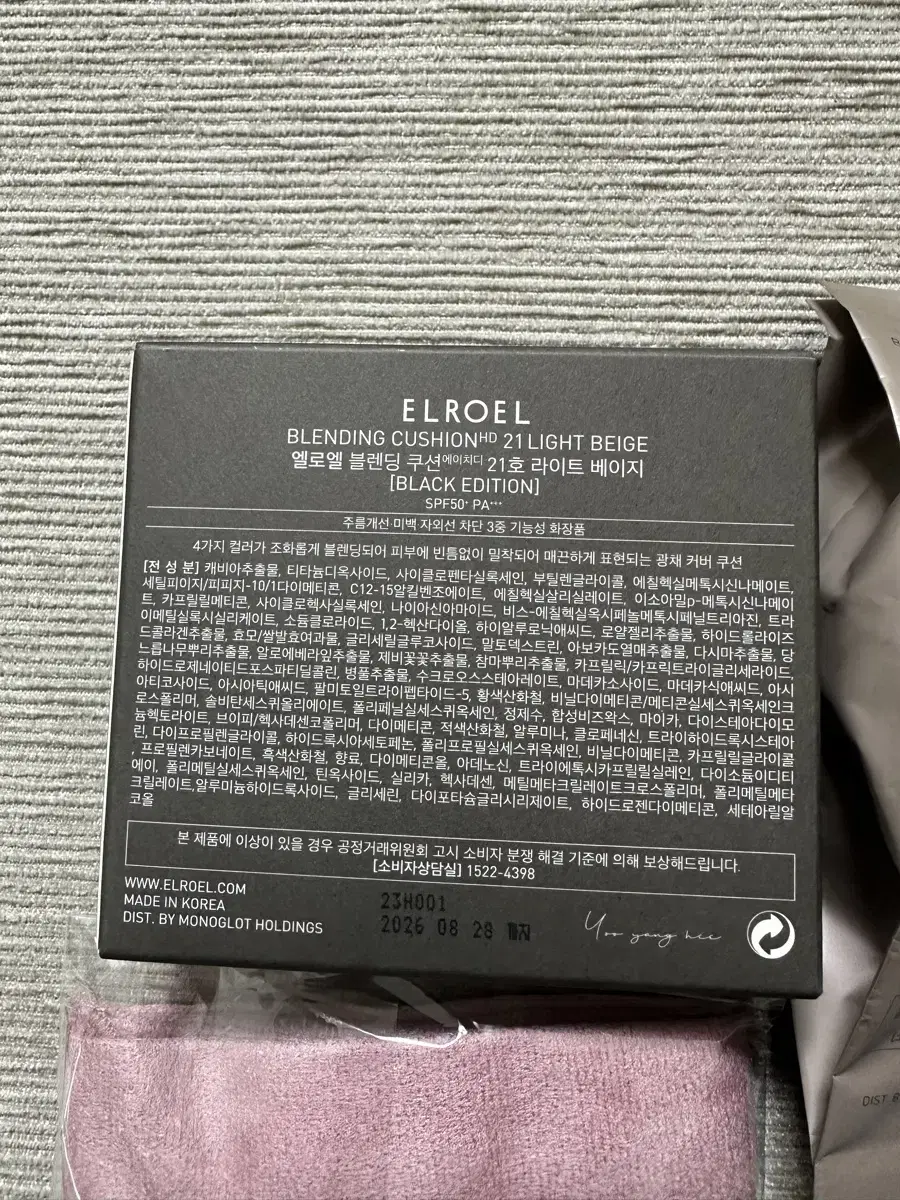 ELROEL
BLENDING CUSHIONHD 21 LIGHT BEIGE
엘로엘 블렌딩 쿠션에이치디 21호 라이트 베이지
[BLACK EDITION]
SPF50+ PA+++
주름개선 미백 자외선 차단 3중 기능성 화장품
4가지 컬러가 조화롭게 블렌딩되어 피부에 빈틈없이 밀착되어 매끈하게 표현되는 광채 커버 쿠션
[전 성 분] 캐비아추출물, 티타늄디옥사이드, 사이클로펜타실록세인, 부틸렌글라이콜, 에칠헥실메톡시신나메이트,
세틸피이지/피피지-10/1다이메티콘, C12-15알킬벤조에이트, 에칠헥실살리실레이트, 이소아밀p-메톡시신나메이
트, 카프릴릴메티콘, 사이클로헥사실록세인, 나이아신아마이드, 비스-에칠헥실옥시페놀메톡시페닐트리아진, 트라
이메틸실록시실리케이트, 소듐클로라이드, 1,2-헥산다이올, 하이알루로닉애씨드, 로얄젤리추출물, 하이드롤라이즈
드콜라겐추출물, 효모/쌀발효여과물, 글리세릴글루코사이드, 말토덱스트린, 아보카도열매추출물, 다시마추출물, 당
느릅나무뿌리추출물, 알로에베라잎추출물, 제비꽃꽃추출물, 참마뿌리추출물, 카프릴릭/카프릭트라이글리세라이드,
하이드로제네이티드포스파티딜콜린, 병풀추출물, 수크로오스스테아레이트, 마데카소사이드, 마데카식애씨드, 아시
아티코사이드, 아시아틱애씨드, 팔미토일트라이펩타이드-5, 황색산화철, 비닐다이메티콘/메티콘실세스퀴옥세인크
로스폴리머, 솔비탄세스퀴올리에이트, 폴리페닐실세스퀴옥세인, 정제수, 합성비즈왁스, 마이카, 다이스테아다이모
늄헥토라이트, 브이피/헥사데센코폴리머, 다이메티콘, 적색산화철, 알루미나, 클로페네신, 트라이하이드록시스테아
린, 다이프로필렌글라이콜, 하이드록시아세토페논, 폴리프로필실세스퀴옥세인, 비닐다이메티콘, 카프릴릴글라이콜
, 프로필렌카보네이트, 흑색산화철, 향료, 다이메티콘올, 아데노신, 트라이에톡시카프릴릴실레인, 다이소듐이디티
에이, 폴리메틸실세스퀴옥세인, 틴옥사이드, 실리카, 헥사데센, 메틸메타크릴레이트크로스폴리머, 폴리메틸메타
크릴레이트,알루미늄하이드록사이드, 글리세린, 다이포타슘글리시리제이트, 하이드로젠다이메티콘, 세테아릴알
코올
본 제품에 이상이 있을 경우 공정거래위원회 고시 소비자 분쟁 해결 기준에 의해 보상해드립니다.
[소비자상담실] 1522-4398
WWW.ELROEL.COM
MADE IN KOREA
DIST. BY MONOGLOT HOLDINGS
23H001
2026 08 28 까지
Yoo yang hee
DIST. B